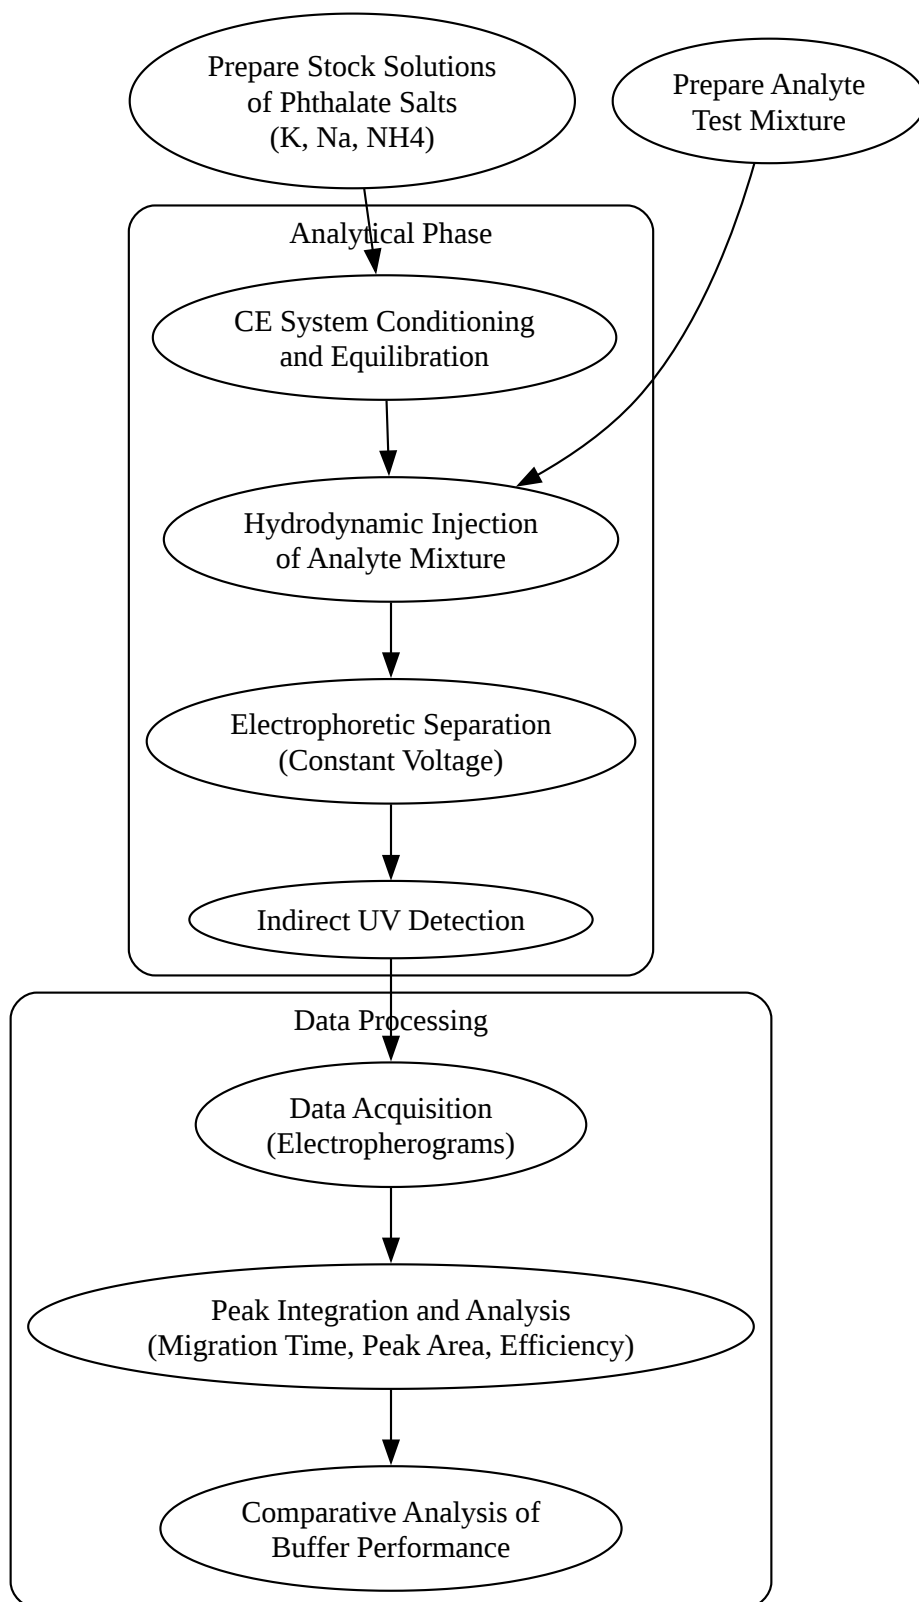 Prepare Stock Solutions
of Phthalate Salts
(K, Na, NH4)
Prepare Analyte
Test Mixture
Analytical Phase
CE System Conditioning
and Equilibration
Hydrodynamic Injection
of Analyte Mixture
Electrophoretic Separation
(Constant Voltage)
Indirect UV Detection
Data Processing
Data Acquisition
(Electropherograms)
Peak Integration and Analysis
(Migration Time, Peak Area, Efficiency)
Comparative Analysis of
Buffer Performance